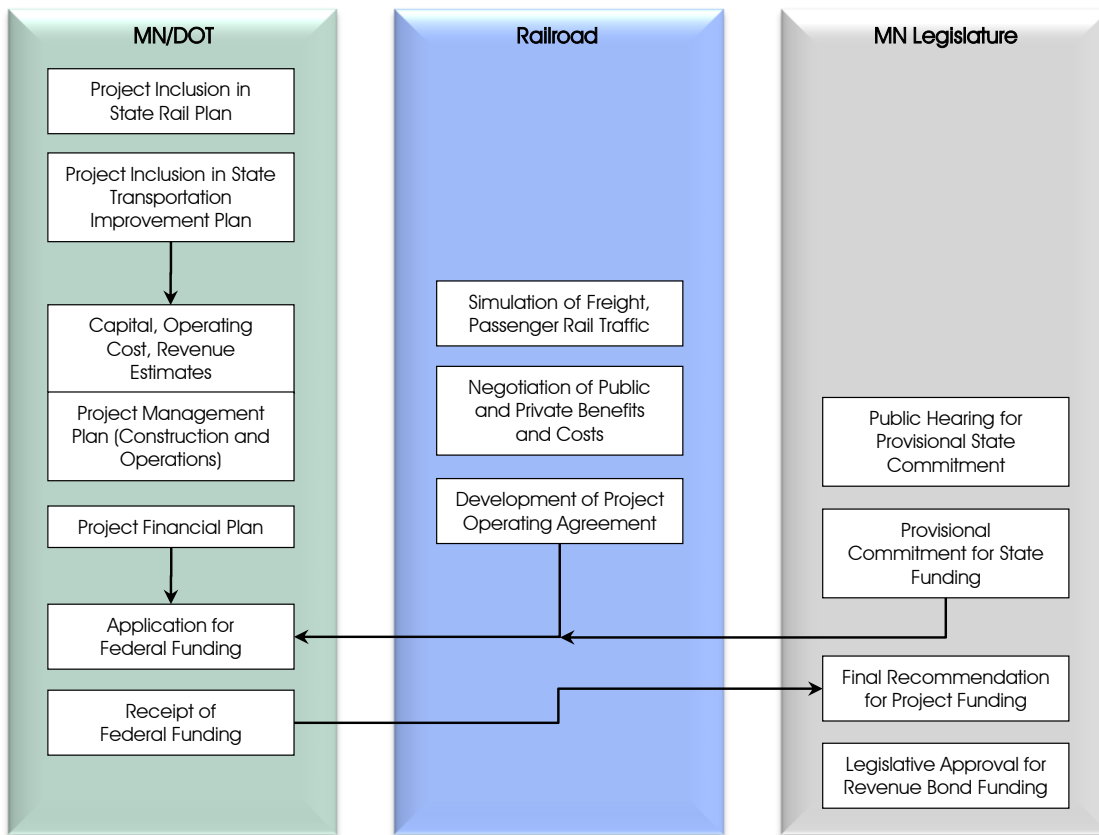 MN/DOT
Project Inclusion in
State Rail Plan
Project Inclusion in State
Transportation
Improvement Plan
Capital, Operating
Cost, Revenue
Estimates
Project Management
Plan (Construction and
Operations)
Project Financial Plan
Application for
Federal Funding
Receipt of
Federal Funding
Railroad
Simulation of Freight,
Passenger Rail Traffic
Negotiation of Public
and Private Benefits
and Costs
Development of Project
Operating Agreement
MN Legislature
Public Hearing for
Provisional State
Commitment
Provisional
Commitment for State
Funding
Final Recommendation
for Project Funding
Legislative Approval for
Revenue Bond Funding